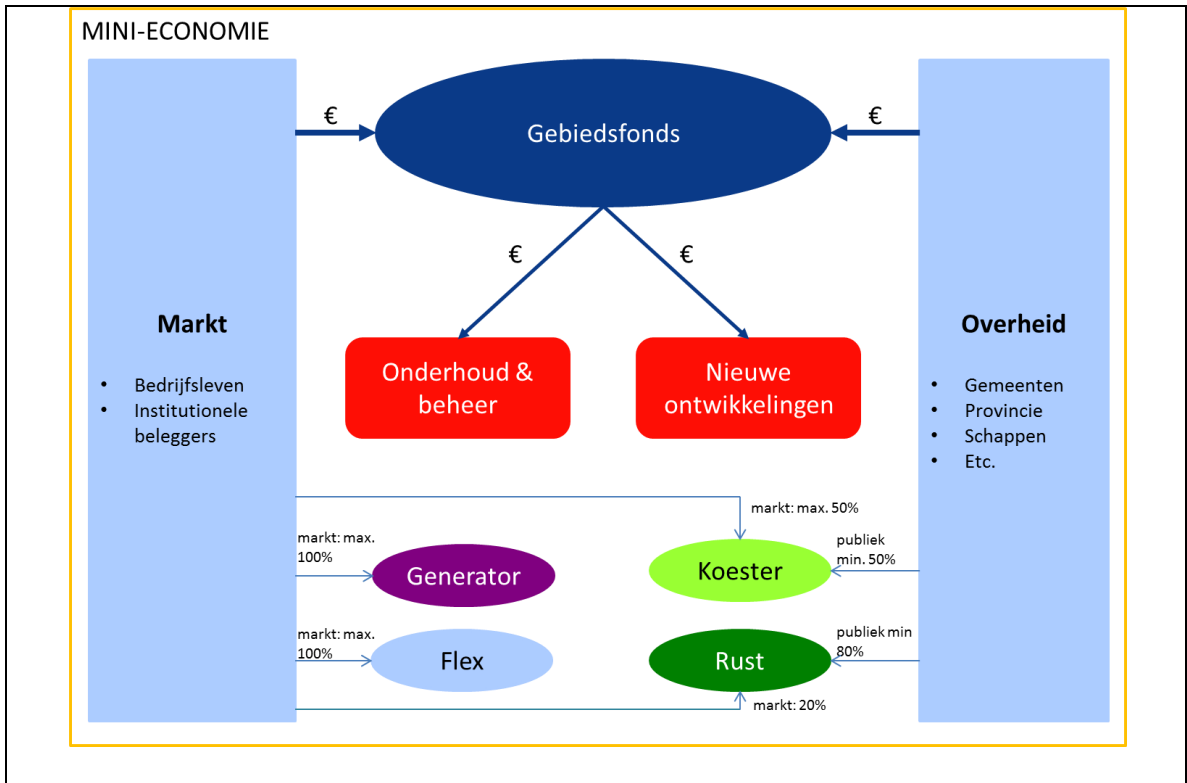 MINI-ECONOMIE
€
Gebiedsfonds
€
€
€
Markt
• Bedrijfsleven
• Institutionele
beleggers
Onderhoud &
beheer
Nieuwe
ontwikkelingen
Overheid
• Gemeenten
• Provincie
• Schappen
• Etc.
markt: max. 50%
markt: max.
100%
Generator
Koester
publiek
min. 50%
markt: max.
100%
Flex
Rust
publiek min
80%
markt: 20%